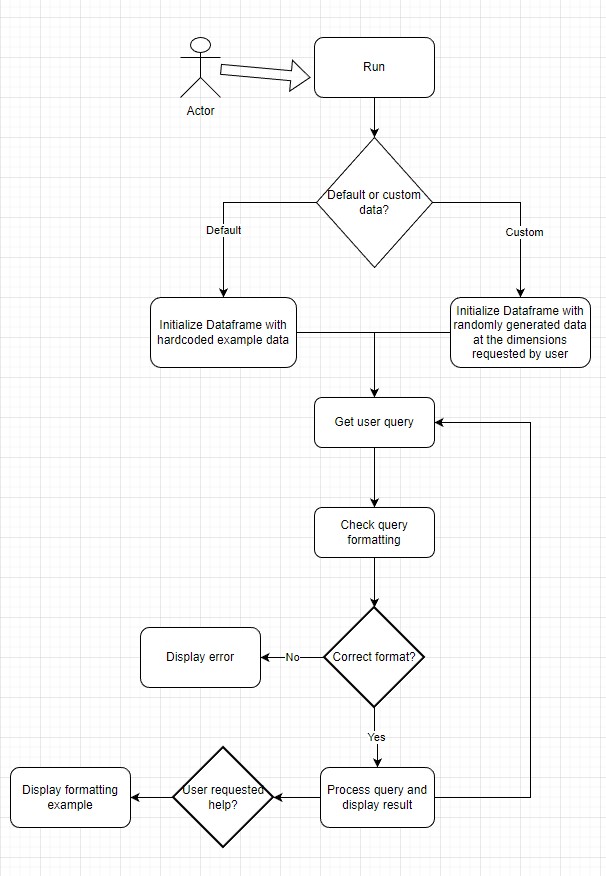 Run
Actor
Default or custom
data?
Default
Custom
Initialize Dataframe with
hardcoded example data
Initialize Dataframe with
randomly generated data
at the dimensions
requested by user
Get user query
Check query
formatting
Display error
No
Correct format?
Yes
Display formatting
example
User requested
help?
Process query and
display result